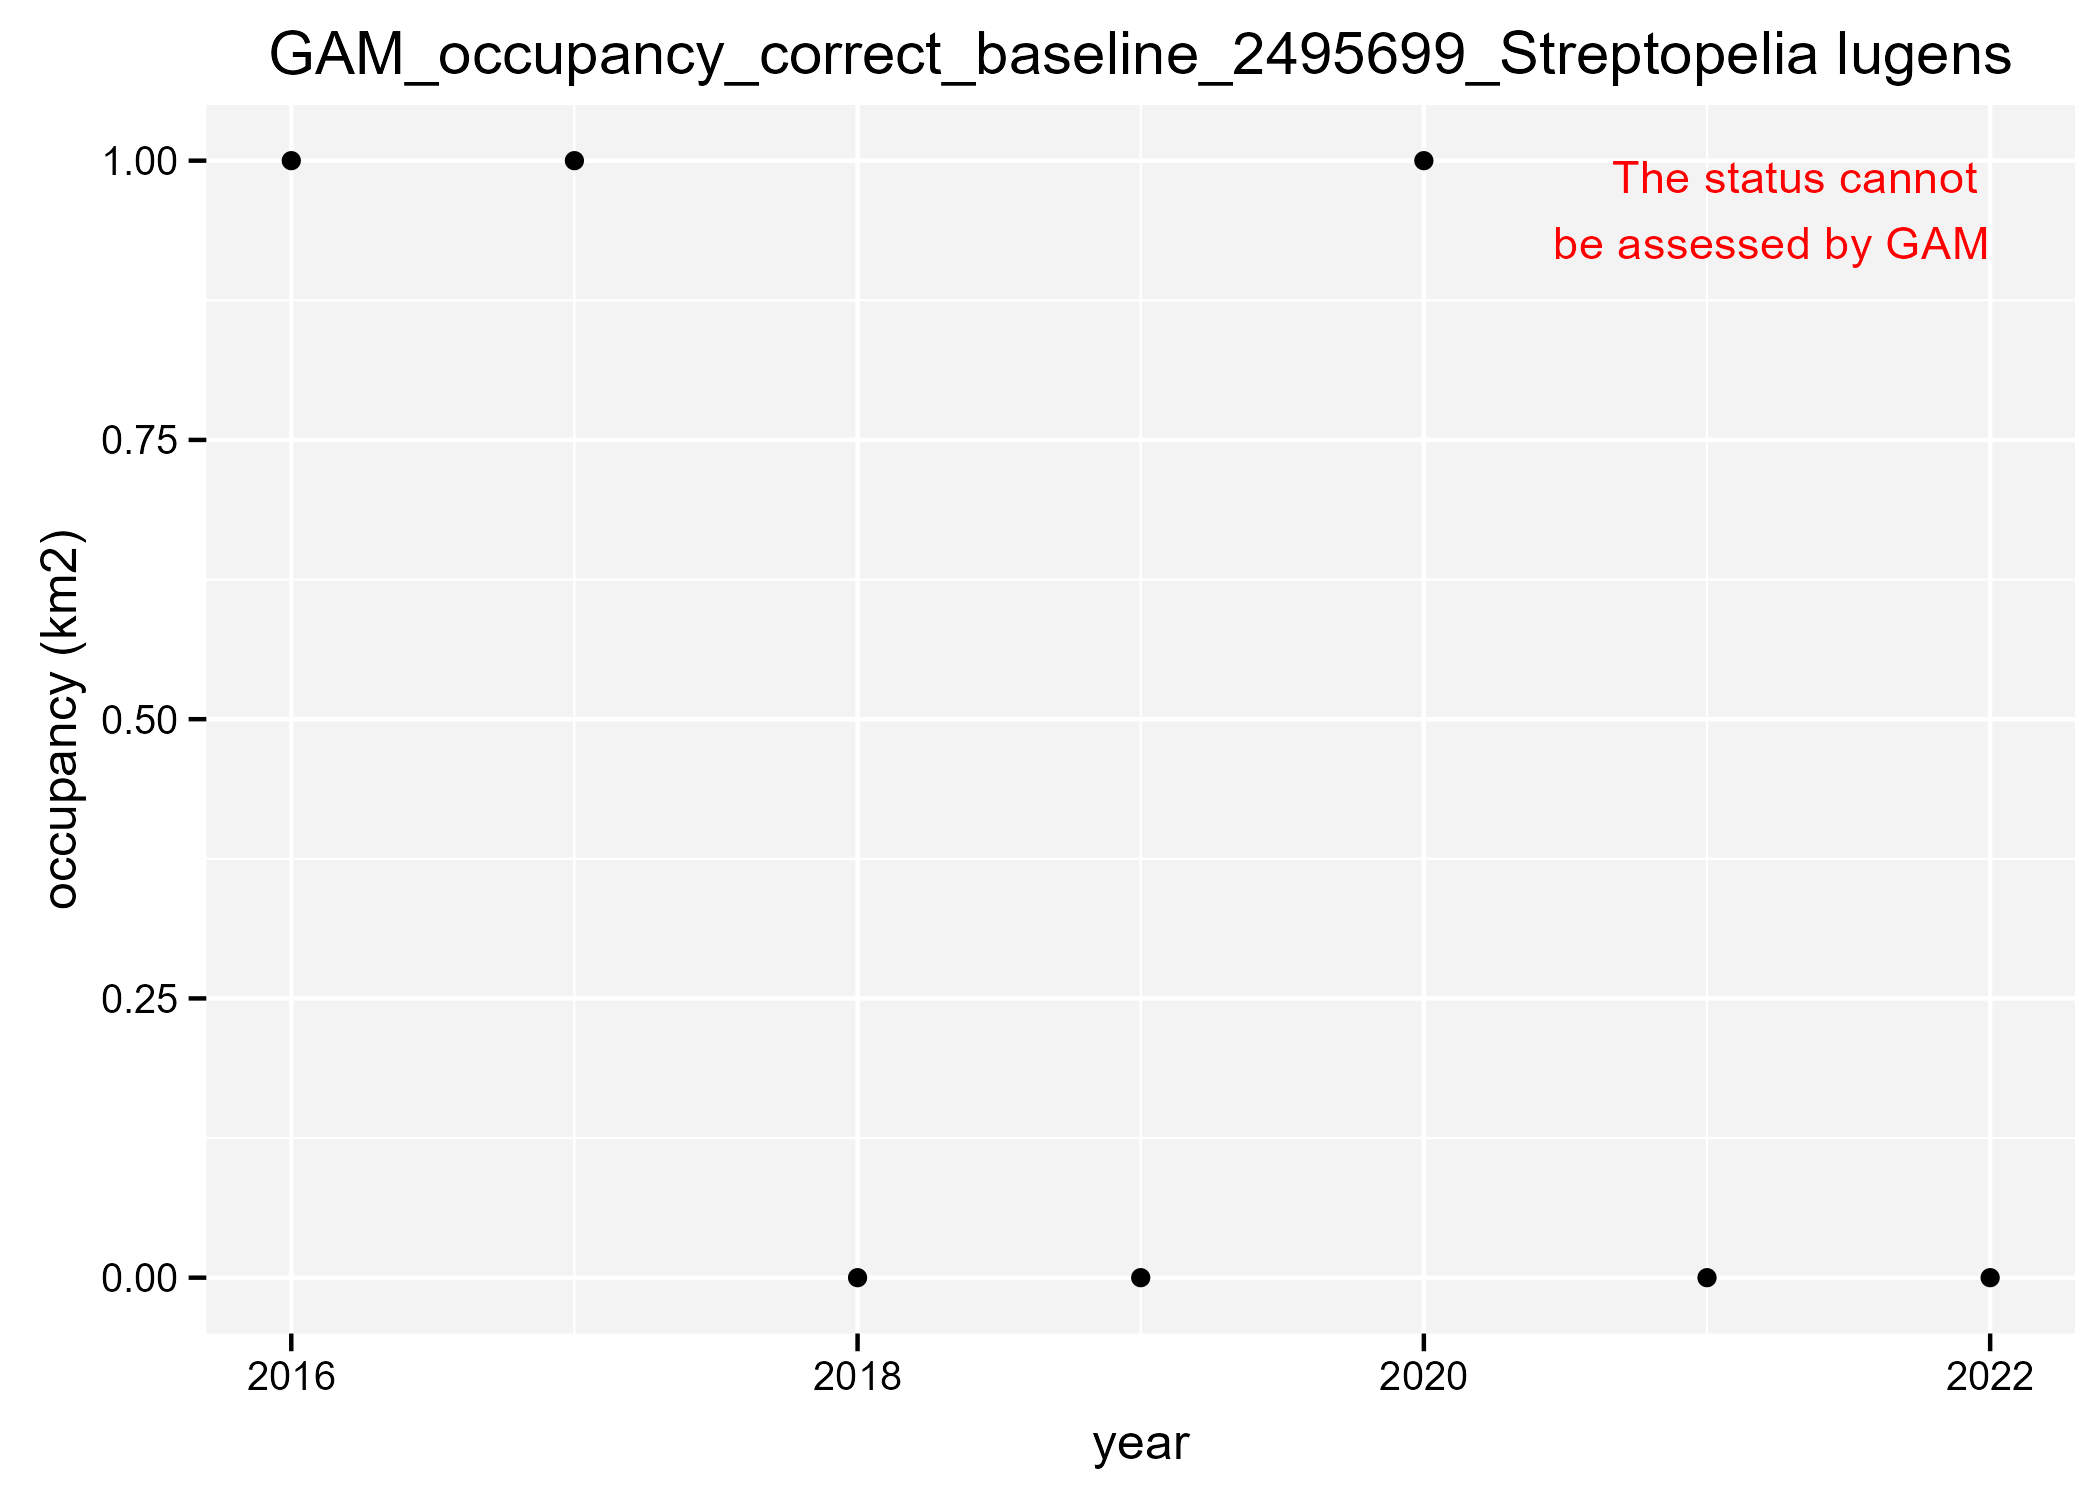 GAM_occupancy_correct_baseline_2495699_Streptopelia lugens
1.00
The status cannot
be assessed by GAM
0.75
occupancy (km2)
0.50
0.25
0.00
2016
2018
2020
2022
year